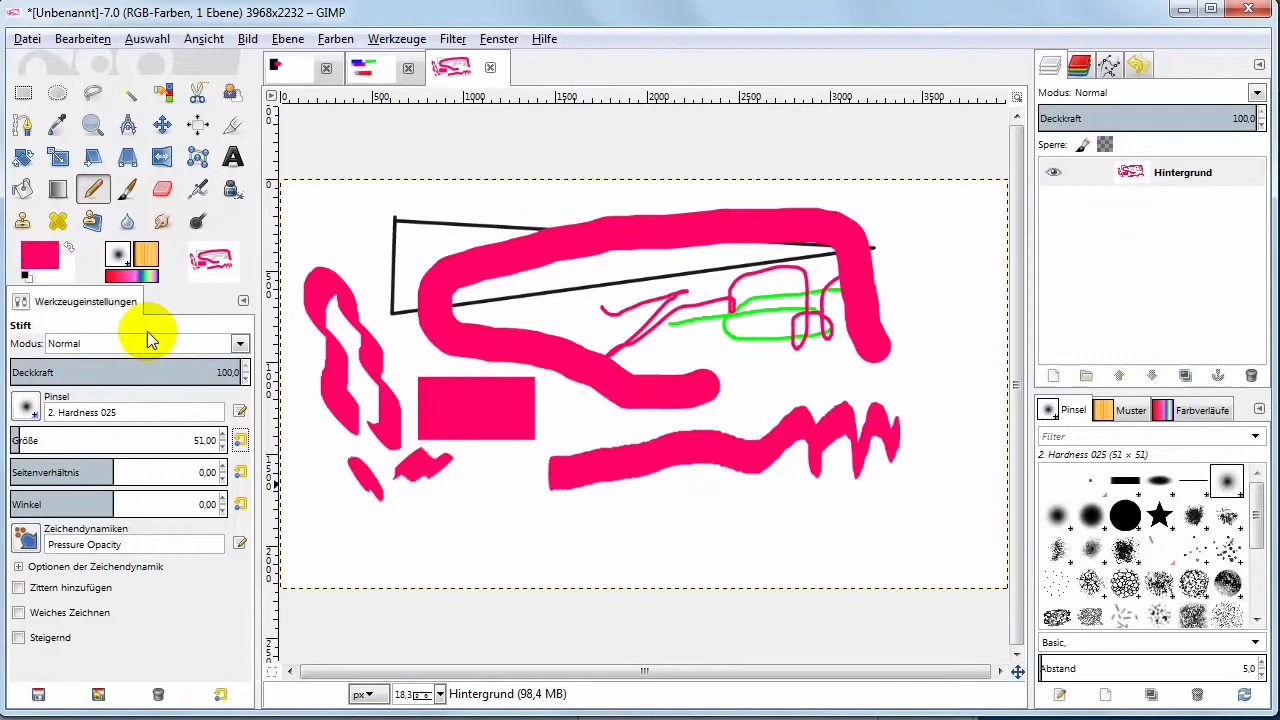 *[Unbenannt]-7.0 (RGB-Farben, 1 Ebene) 3968x2232 – GIMP
Datei Bearbeiten Auswahl Ansicht Bild Ebene Farben Werkzeuge Filter Fenster Hilfe
0 500 1000 1500 2000 2500 3000 3500
Modus: Normal
Deckkraft 100,0
Sperre:
Hintergrund
Werkzeugeinstellungen
Stift
Modus: Normal
Deckkraft 100,0
Pinsel
2. Hardness 025
Größe 51,00
Seitenverhältnis 0,00
Winkel 0,00
Zeichendynamiken
Pressure Opacity
Optionen der Zeichendynamik
Zittern hinzufügen
Weiches Zeichnen
Steigernd
Pinsel Muster Farbverläufe
Filter
2. Hardness 025 (51 × 51)
Basic,
Abstand 5,0
px 18,3 Hintergrund (98,4 MB)